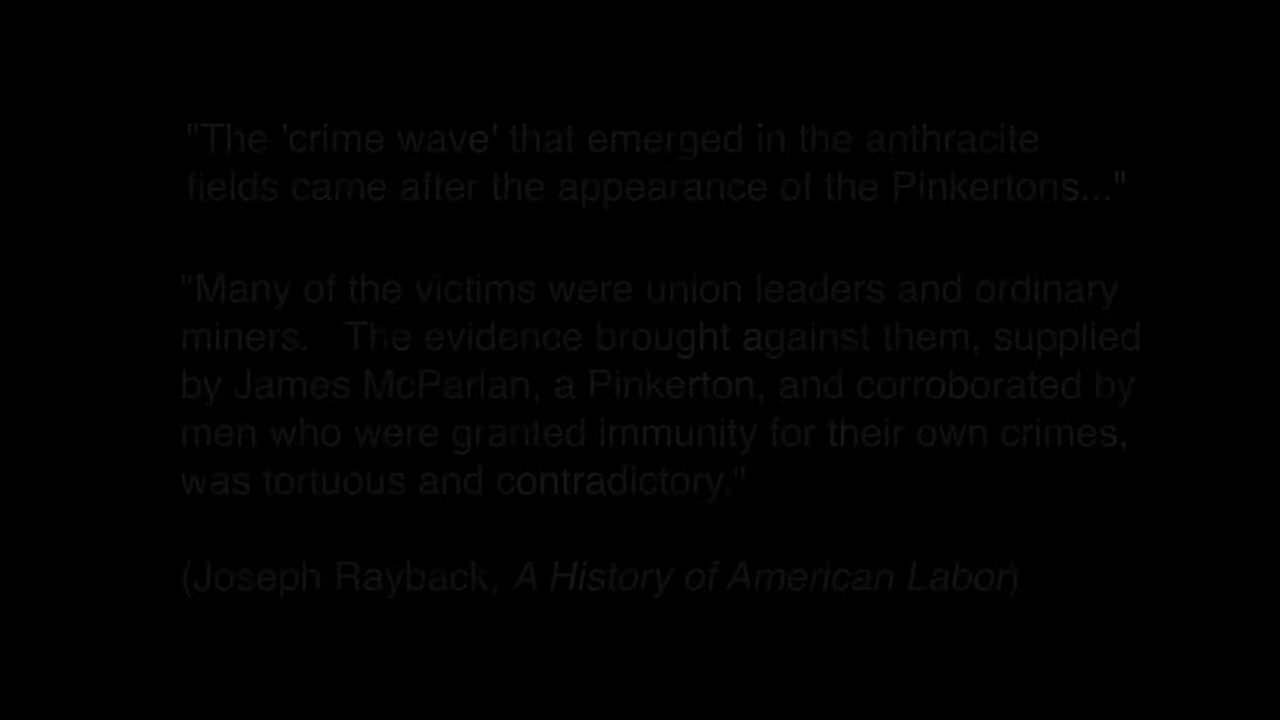 "The 'crime wave' that emerged in the anthracite
fields came after the appearance of the Pinkertons..."
"Many of the victims were union leaders and ordinary
miners. The evidence brought against them, supplied
by James McParlan, a Pinkerton, and corroborated by
men who were granted immunity for their own crimes,
was tortuous and contradictory."
(Joseph Rayback, A History of American Labor)